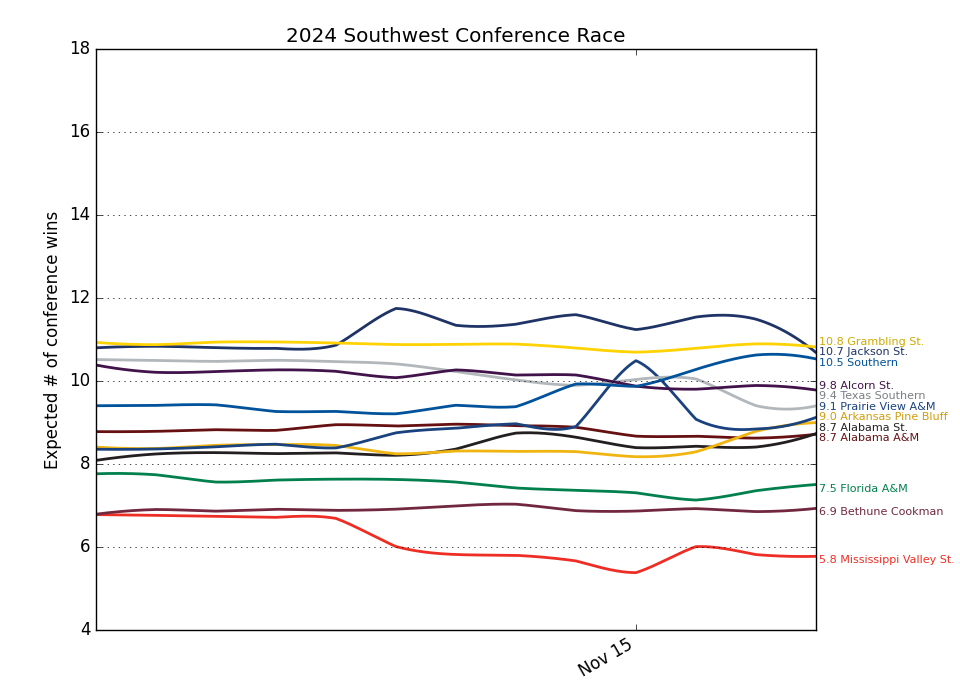 2024 Southwest Conference Race
Expected # of conference wins
18
16
14
12
10
8
6
4
Nov 15
10.8 Grambling St.
10.7 Jackson St.
10.5 Southern
9.8 Alcorn St.
9.4 Texas Southern
9.1 Prairie View A&M
9.0 Arkansas Pine Bluff
8.7 Alabama St.
8.7 Alabama A&M
7.5 Florida A&M
6.9 Bethune Cookman
5.8 Mississippi Valley St.